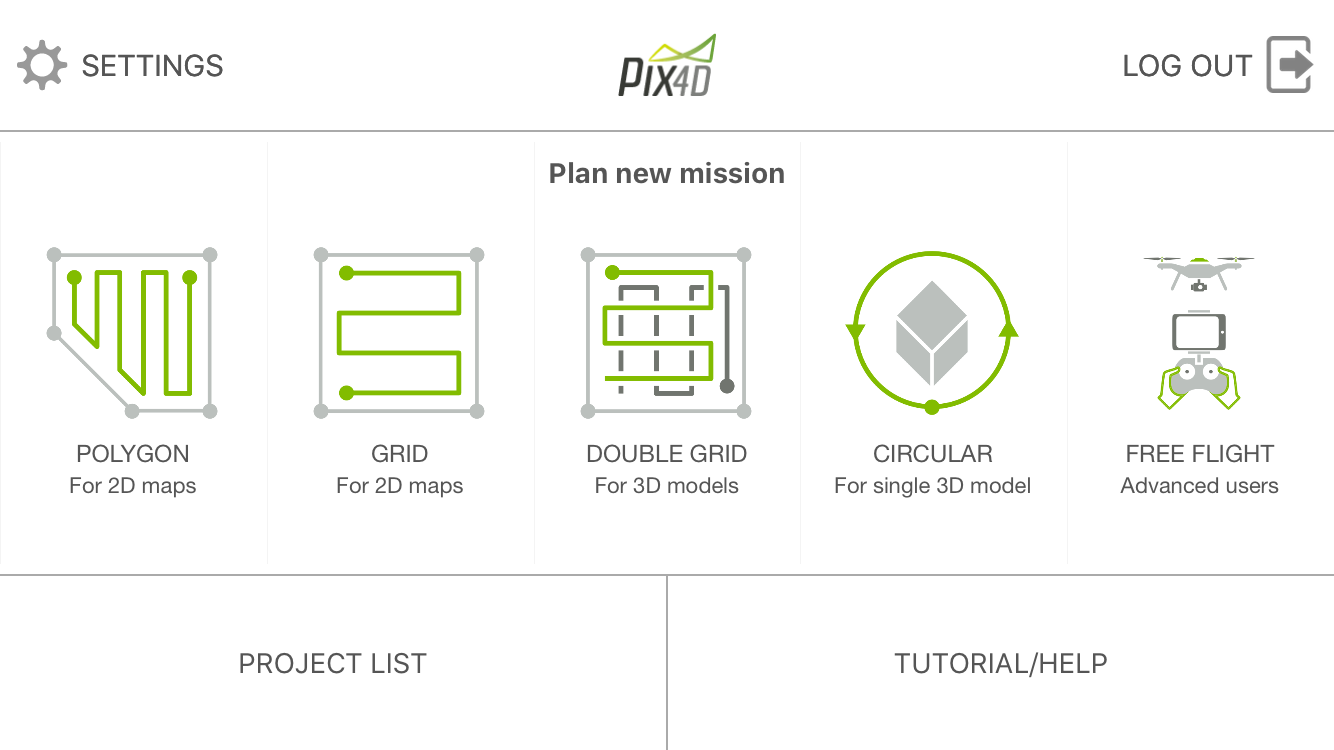 SETTINGS
PIX4D
LOG OUT
Plan new mission
POLYGON
For 2D maps
GRID
For 2D maps
DOUBLE GRID
For 3D models
CIRCULAR
For single 3D model
FREE FLIGHT
Advanced users
PROJECT LIST
TUTORIAL/HELP